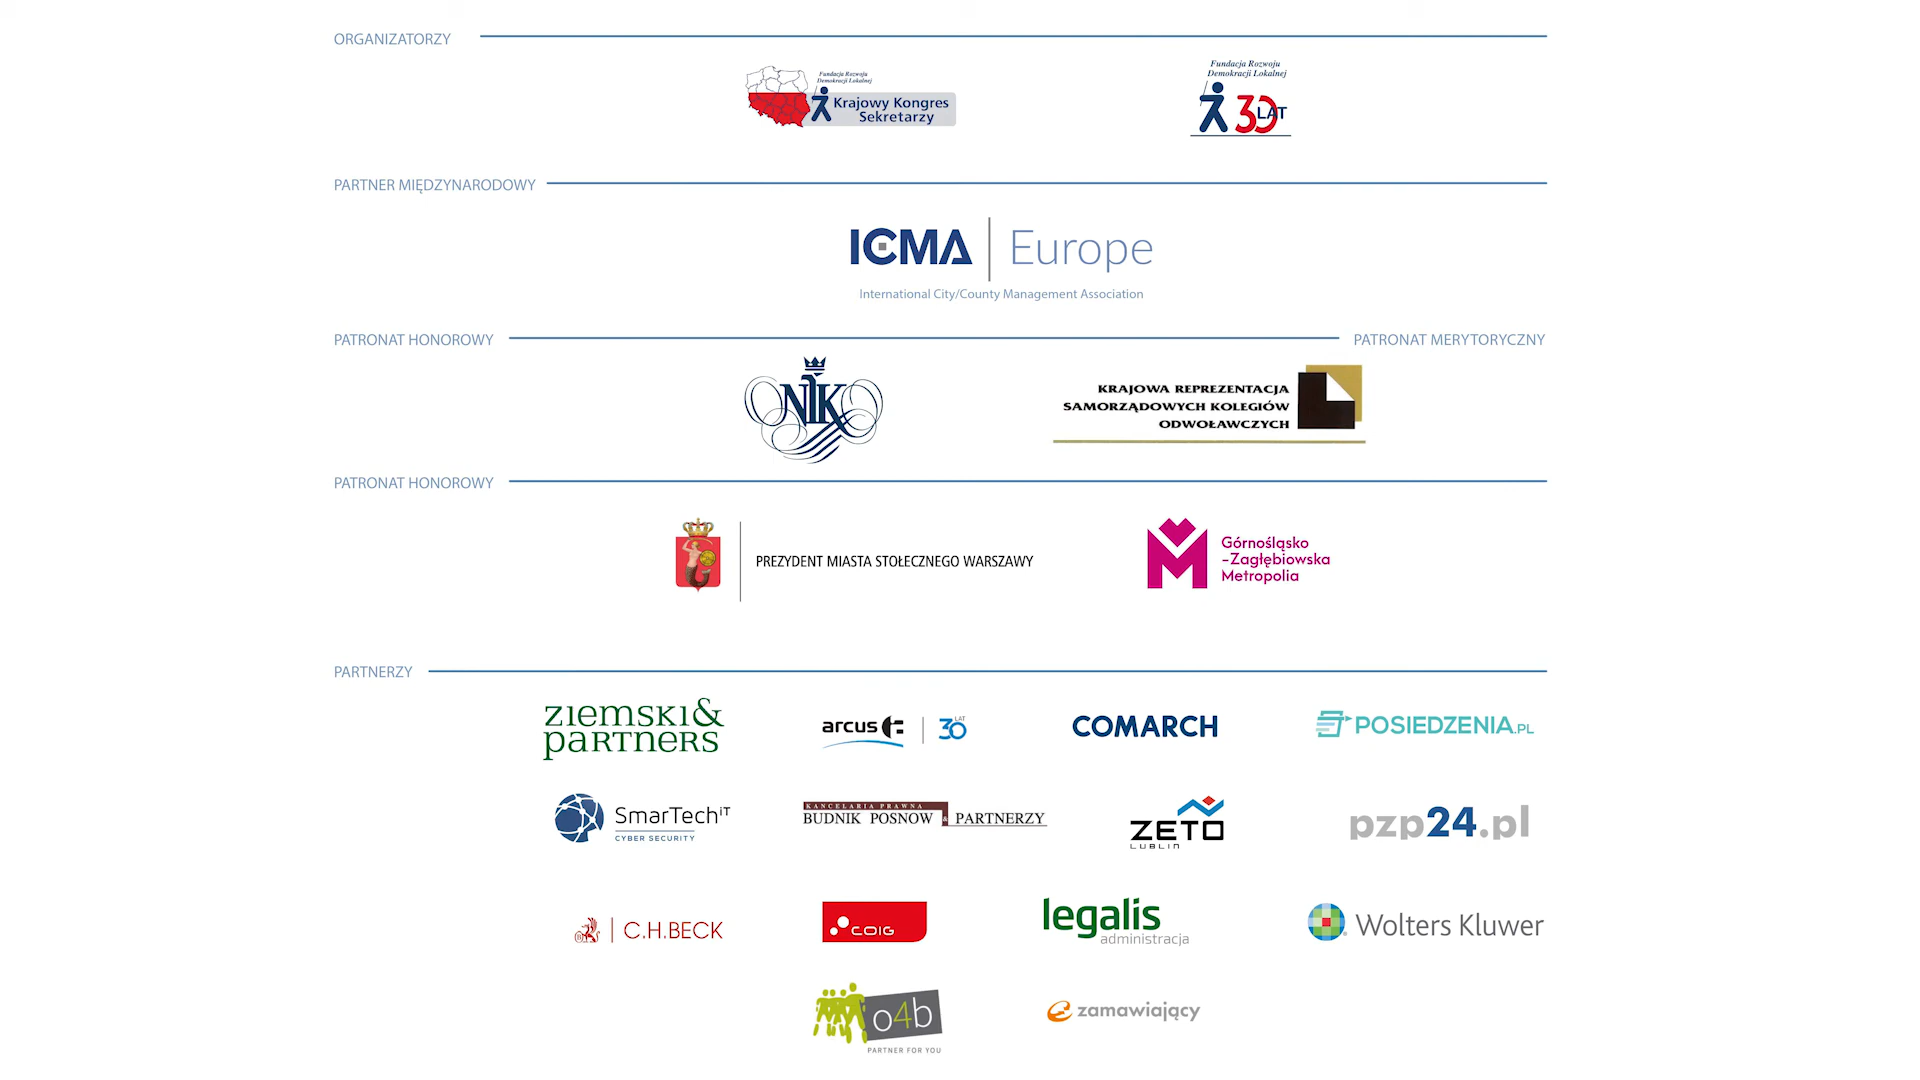 ORGANIZATORZY
Fundacja Rozwoju
Demokracji Lokalnej
Krajowy Kongres
Sekretarzy
Fundacja Rozwoju
Demokracji Lokalnej
30 LAT
PARTNER MIĘDZYNARODOWY
ICMA Europe
International City/County Management Association
PATRONAT HONOROWY
PATRONAT MERYTORYCZNY
NIK
KRAJOWA REPREZENTACJA
SAMORZĄDOWYCH KOLEGIÓW
ODWOŁAWCZYCH
PATRONAT HONOROWY
PREZYDENT MIASTA STOŁECZNEGO WARSZAWY
Górnośląsko
-Zagłębiowska
Metropolia
PARTNERZY
ziemski&
partners
arcus
30 LAT
COMARCH
POSIEDZENIA.PL
SmarTechiT
CYBER SECURITY
KANCELARIA PRAWNA
BUDNIK POSNOW & PARTNERZY
ZETO
LUBLIN
pzp24.pl
C.H.BECK
COIG
legalis
administracja
Wolters Kluwer
o4b
PARTNER FOR YOU
e zamawiający